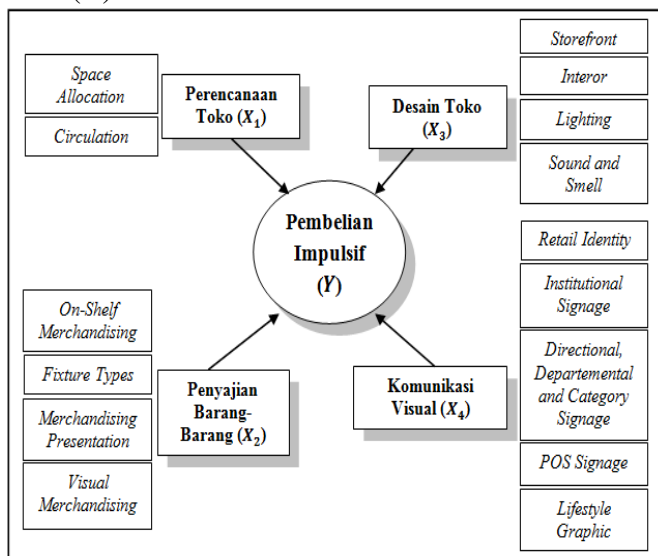 Space
Allocation
Circulation
Perencanaan
Toko (X₁)
Desain Toko
(X₃)
Storefront
Interor
Lighting
Sound and
Smell
Pembelian
Impulsif
(Y)
On-Shelf
Merchandising
Fixture Types
Merchandising
Presentation
Visual
Merchandising
Penyajian
Barang-
Barang (X₂)
Komunikasi
Visual (X₄)
Retail Identity
Institutional
Signage
Directional,
Departemental
and Category
Signage
POS Signage
Lifestyle
Graphic